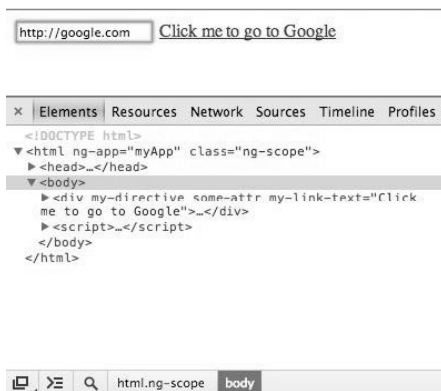 http://google.com Click me to go to Google
× Elements Resources Network Sources Timeline Profiles
<!DOCTYPE html>
▼<html ng-app="myApp" class="ng-scope">
▶<head>…</head>
▼<body>
▶<div my-directive some-attr my-link-text="Click
me to go to Google">…</div>
▶<script>…</script>
</body>
</html>
html.ng-scope body